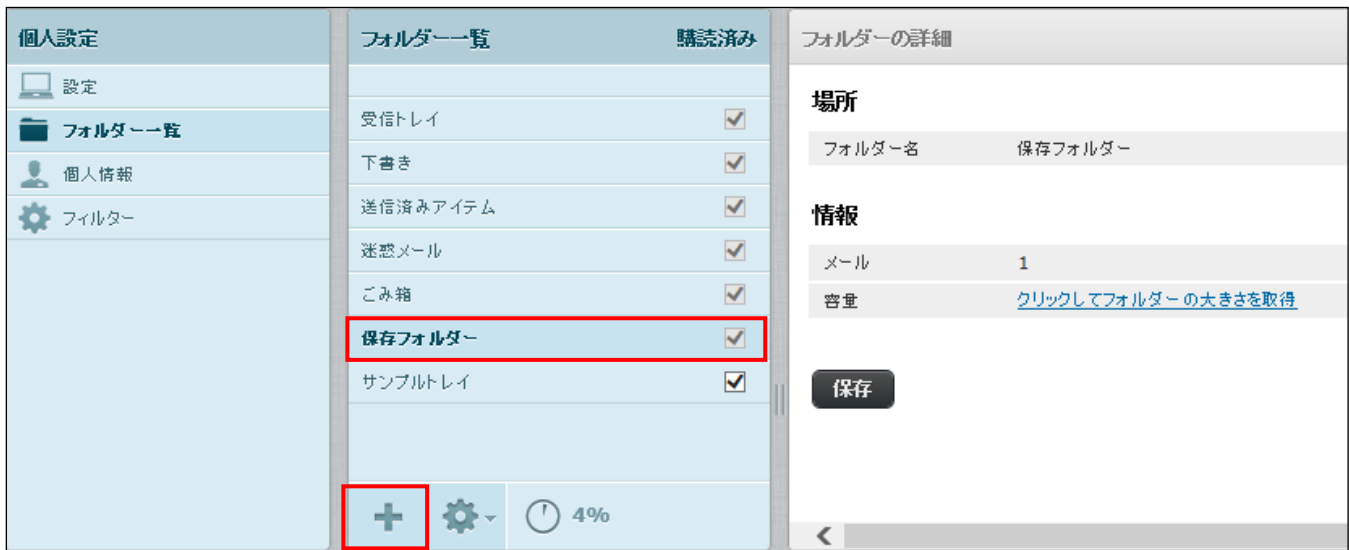 個人設定
設定
フォルダー一覧
個人情報
フィルター
フォルダー一覧 購読済み
受信トレイ
下書き
送信済みアイテム
迷惑メール
ごみ箱
保存フォルダー
サンプルトレイ
4%
フォルダーの詳細
場所
フォルダー名 保存フォルダー
情報
メール 1
容量 クリックしてフォルダーの大きさを取得
保存